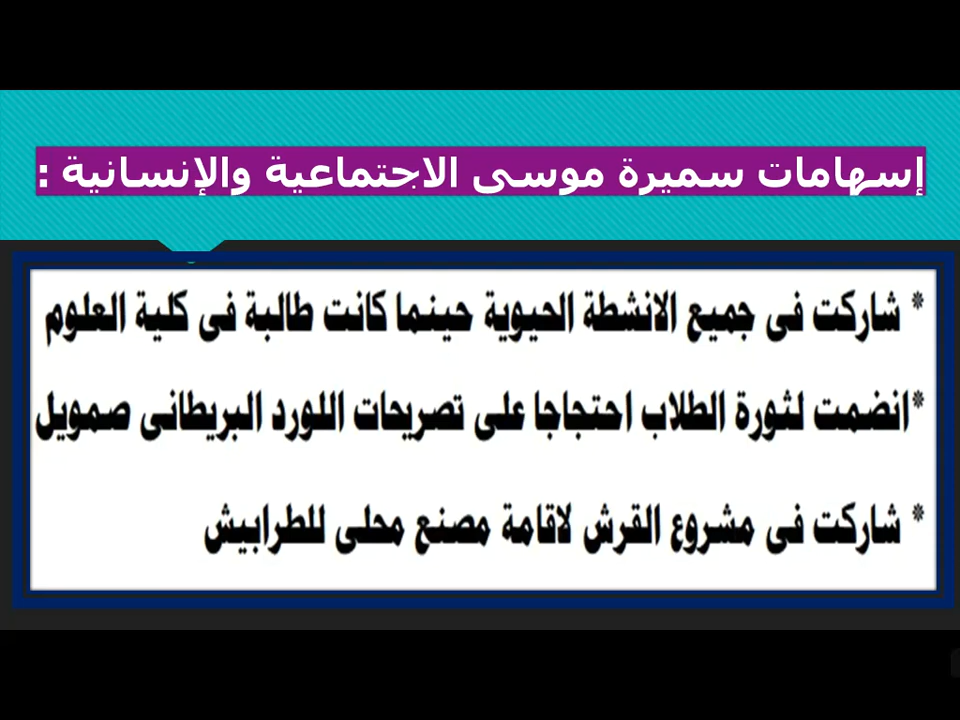 إسهامات سميرة موسى الاجتماعية والإنسانية :
* شاركت فى جميع الانشطة الحيوية حينما كانت طالبة فى كلية العلوم
*انضمت لثورة الطلاب احتجاجا على تصريحات اللورد البريطانى صمويل
* شاركت فى مشروع القرش لاقامة مصنع محلى للطرابيش